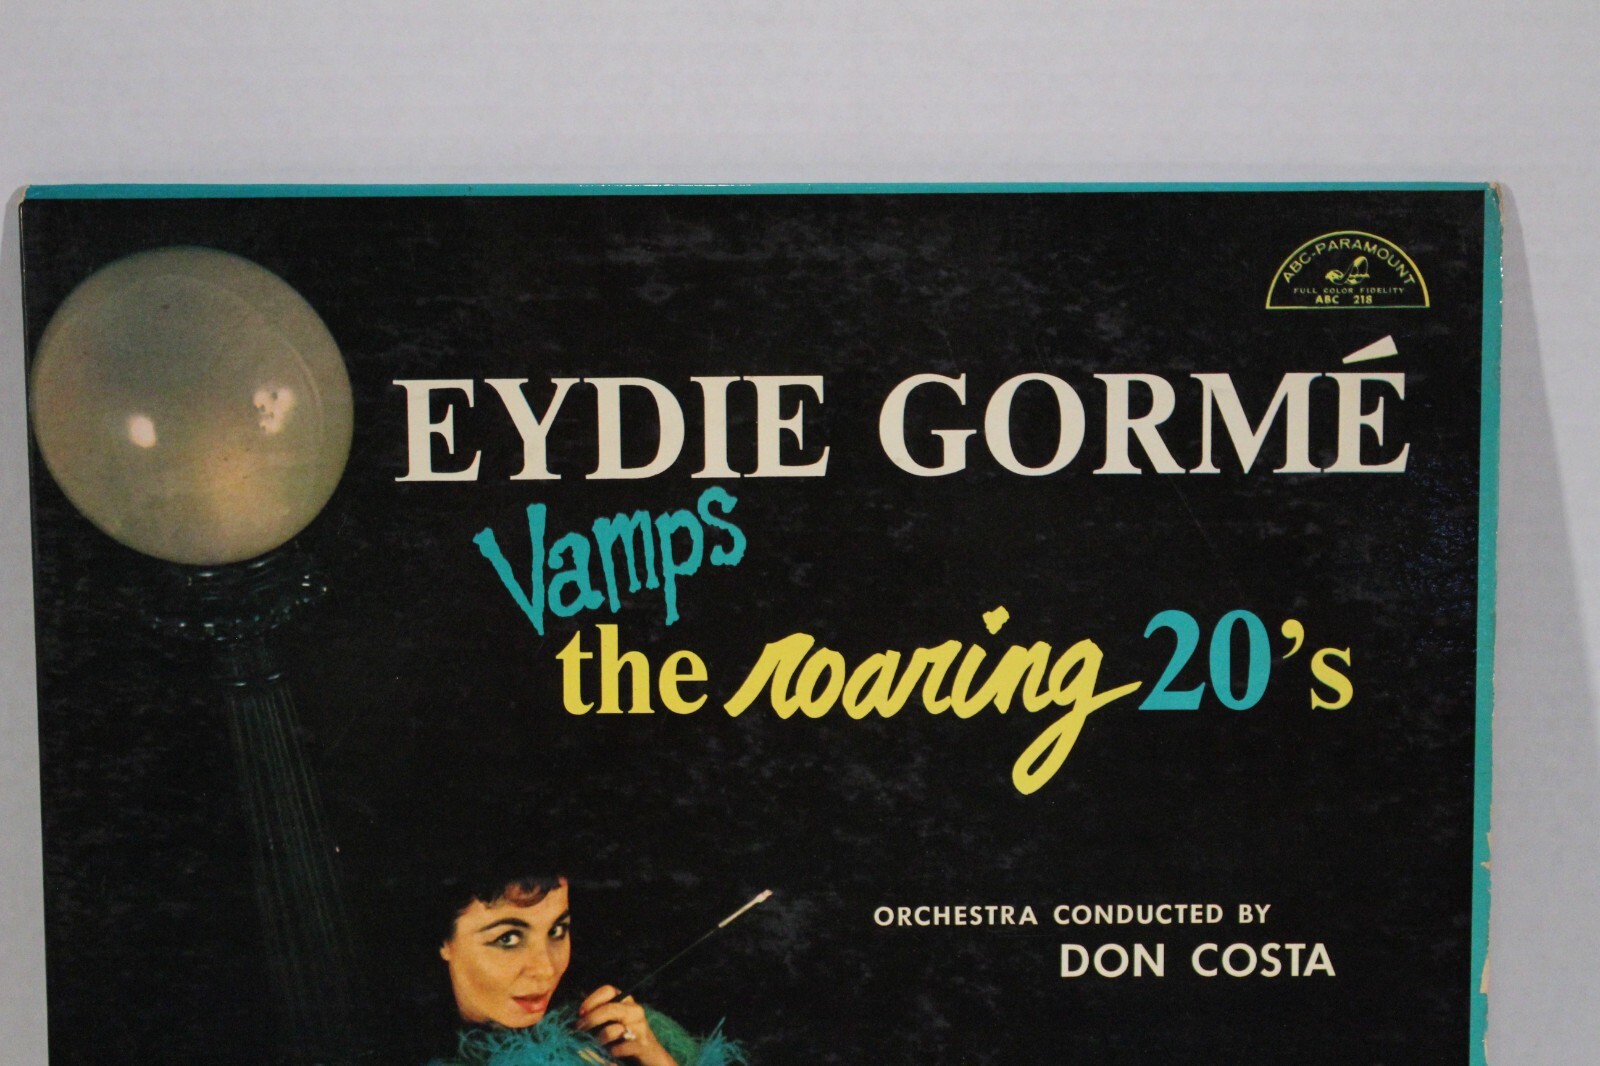 ABC-PARAMOUNT
FULL COLOR FIDELITY
ABC 218
EYDIE GORMÉ
Vamps
the roaring 20's
ORCHESTRA CONDUCTED BY
DON COSTA